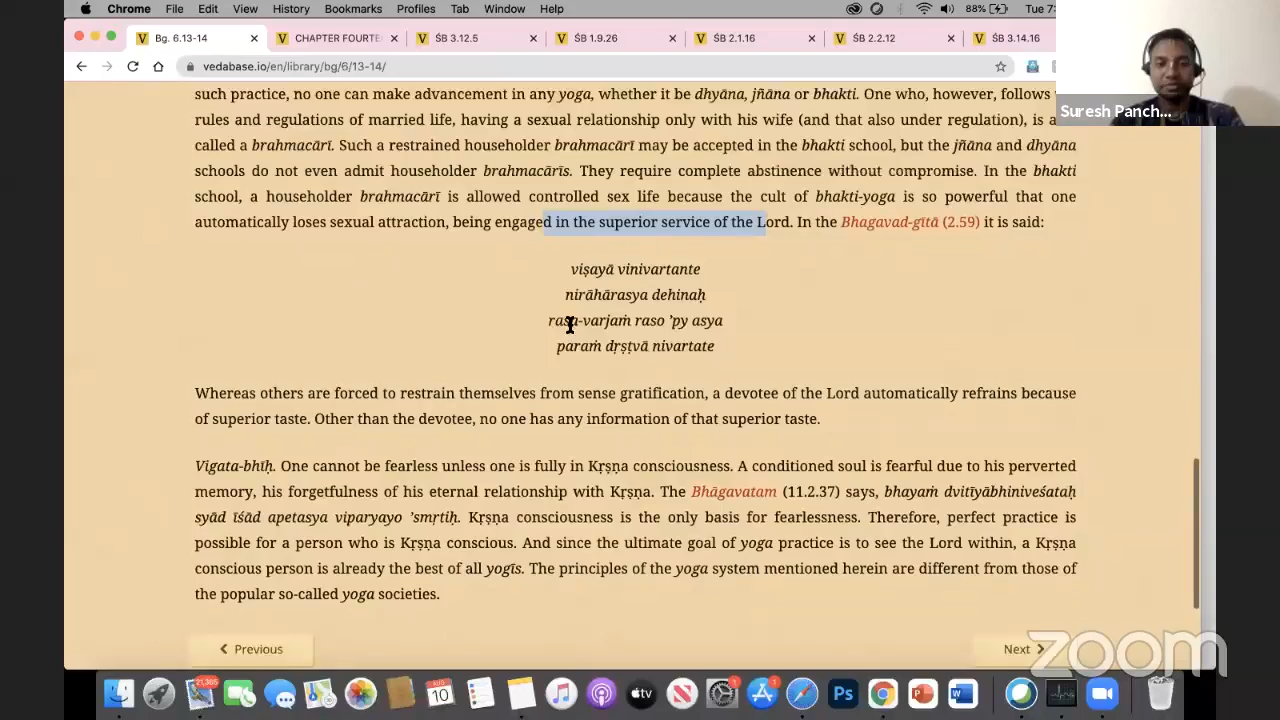 Chrome File Edit View History Bookmarks Profiles Tab Window Help 88% Tue 7:
Bg. 6.13-14 CHAPTER FOURTE ŚB 3.12.5 ŚB 1.9.26 ŚB 2.1.16 ŚB 2.2.12 ŚB 3.14.16
vedabase.io/en/library/bg/6/13-14/
Suresh Panch...
such practice, no one can make advancement in any yoga, whether it be dhyāna, jñāna or bhakti. One who, however, follows
rules and regulations of married life, having a sexual relationship only with his wife (and that also under regulation), is
called a brahmacārī. Such a restrained householder brahmacārī may be accepted in the bhakti school, but the jñāna and dhyāna
schools do not even admit householder brahmacārīs. They require complete abstinence without compromise. In the bhakti
school, a householder brahmacārī is allowed controlled sex life because the cult of bhakti-yoga is so powerful that one
automatically loses sexual attraction, being engaged in the superior service of the Lord. In the Bhagavad-gītā (2.59) it is said:
viṣayā vinivartante
nirāhārasya dehinaḥ
rasa-varjaṁ raso 'py asya
paraṁ dṛṣṭvā nivartate
Whereas others are forced to restrain themselves from sense gratification, a devotee of the Lord automatically refrains because
of superior taste. Other than the devotee, no one has any information of that superior taste.
Vigata-bhīḥ. One cannot be fearless unless one is fully in Kṛṣṇa consciousness. A conditioned soul is fearful due to his perverted
memory, his forgetfulness of his eternal relationship with Kṛṣṇa. The Bhāgavatam (11.2.37) says, bhayaṁ dvitīyābhiniveśataḥ
syād īśād apetasya viparyayo 'smṛtiḥ. Kṛṣṇa consciousness is the only basis for fearlessness. Therefore, perfect practice is
possible for a person who is Kṛṣṇa conscious. And since the ultimate goal of yoga practice is to see the Lord within, a Kṛṣṇa
conscious person is already the best of all yogīs. The principles of the yoga system mentioned herein are different from those of
the popular so-called yoga societies.
Previous Next
zoom
21,365 AUG 10 tv 1 1 Ps P W